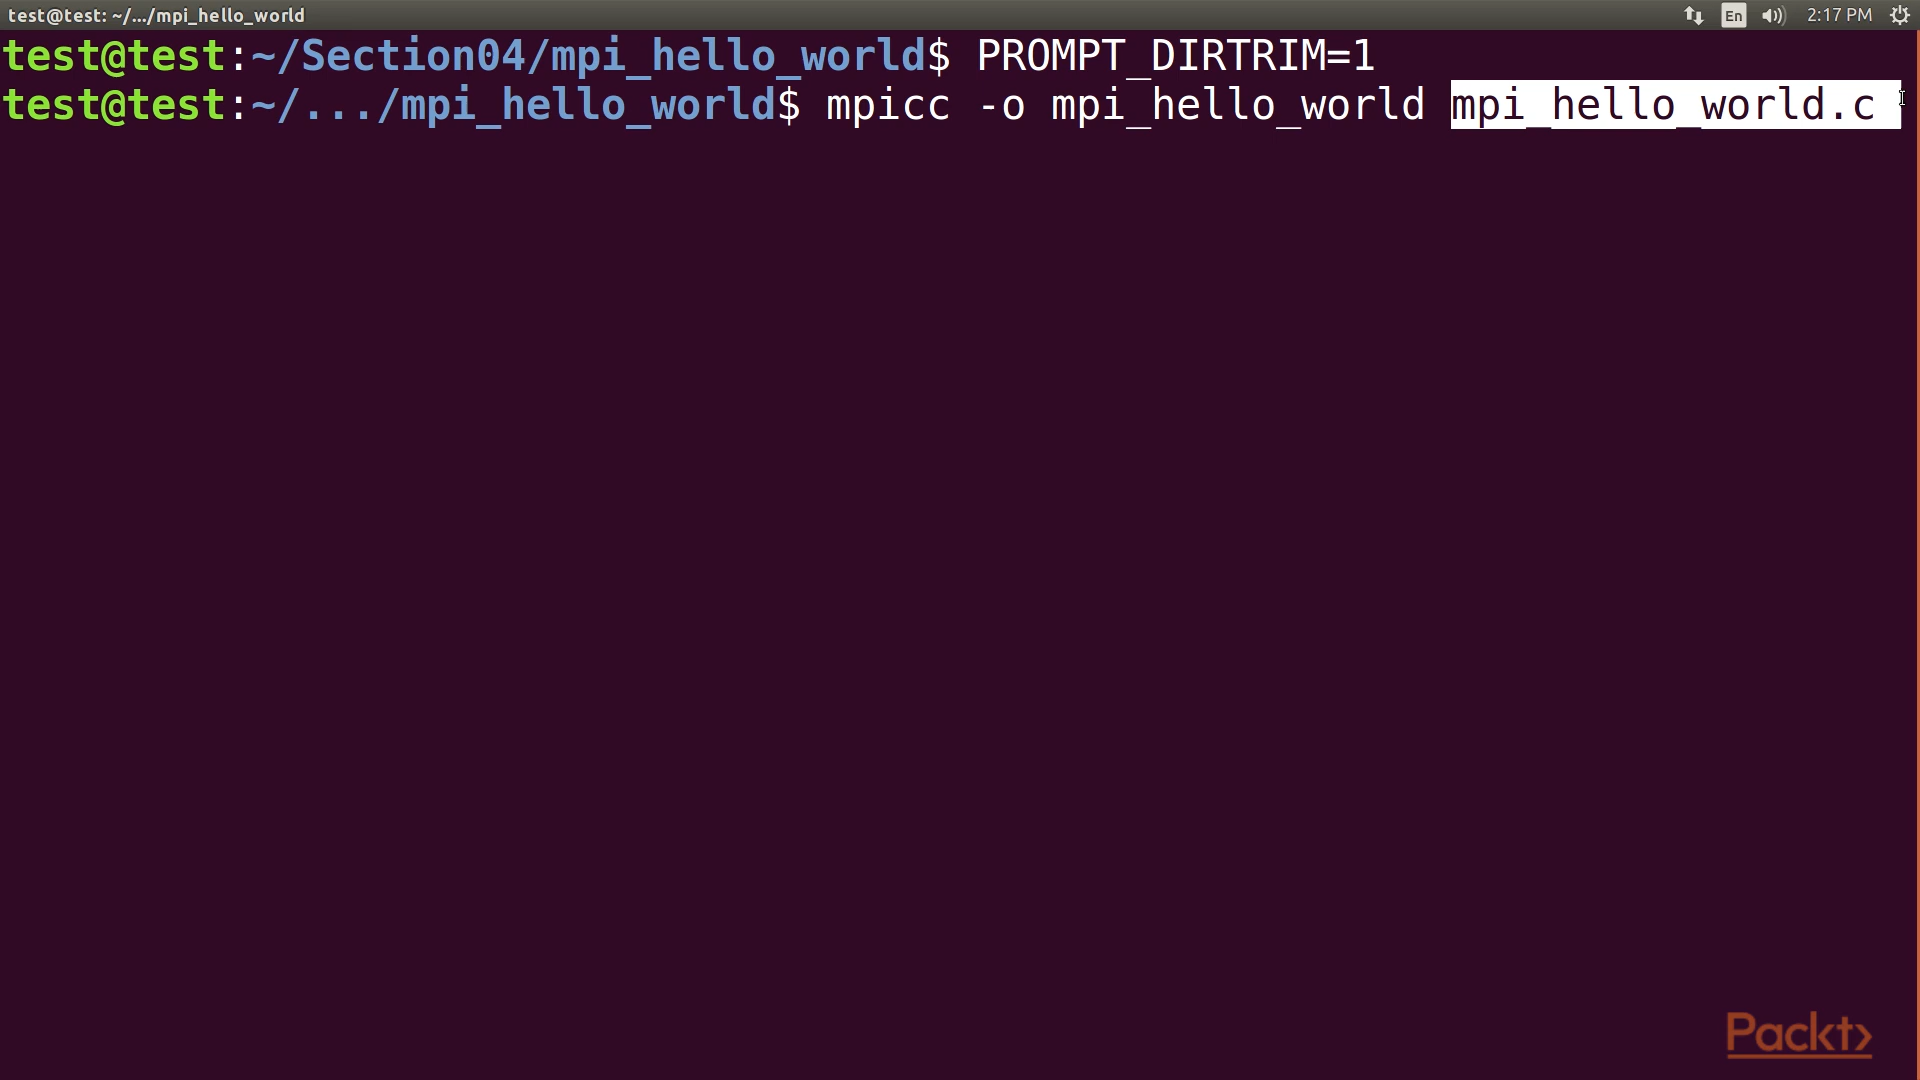 test@test: ~/.../mpi_hello_world
En
2:17 PM
test@test:~/Section04/mpi_hello_world$ PROMPT_DIRTRIM=1
test@test:~/.../mpi_hello_world$ mpicc -o mpi_hello_world mpi_hello_world.c
Packt>